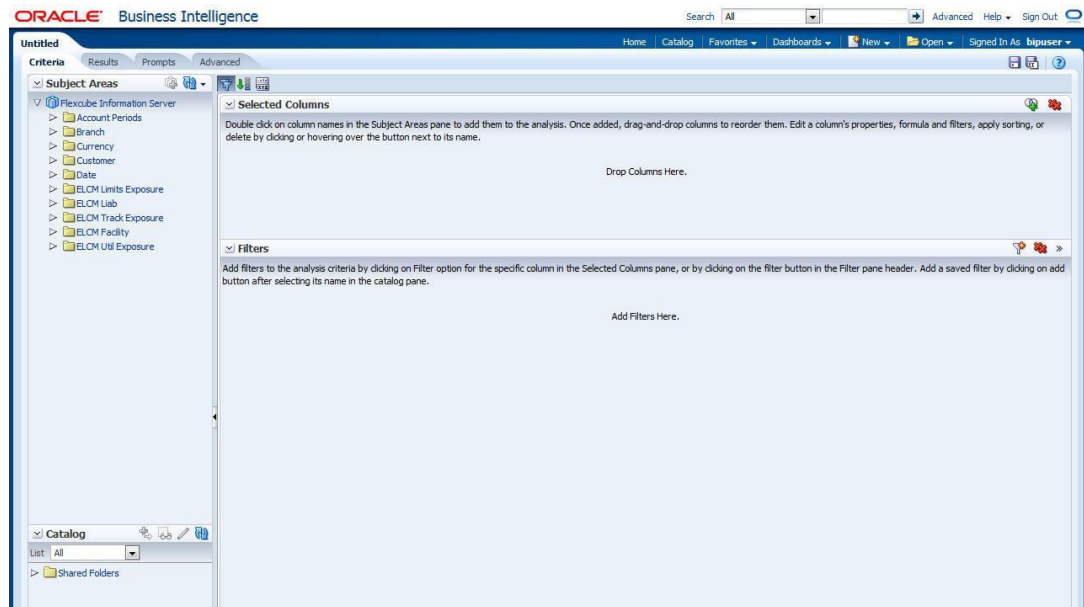 ORACLE Business Intelligence
Search All Advanced Help Sign Out
Untitled
Home Catalog Favorites Dashboards New Open Signed In As bipuser
Criteria Results Prompts Advanced
Subject Areas
Flexcube Information Server
Account Periods
Branch
Currency
Customer
Date
ELCM Limits Exposure
ELCM Liab
ELCM Track Exposure
ELCM Facility
ELCM Util Exposure
Selected Columns
Double click on column names in the Subject Areas pane to add them to the analysis. Once added, drag-and-drop columns to reorder them. Edit a column's properties, formula and filters, apply sorting, or
delete by clicking or hovering over the button next to its name.
Drop Columns Here.
Filters
Add filters to the analysis criteria by clicking on Filter option for the specific column in the Selected Columns pane, or by clicking on the filter button in the Filter pane header. Add a saved filter by clicking on add
button after selecting its name in the catalog pane.
Add Filters Here.
Catalog
List All
Shared Folders